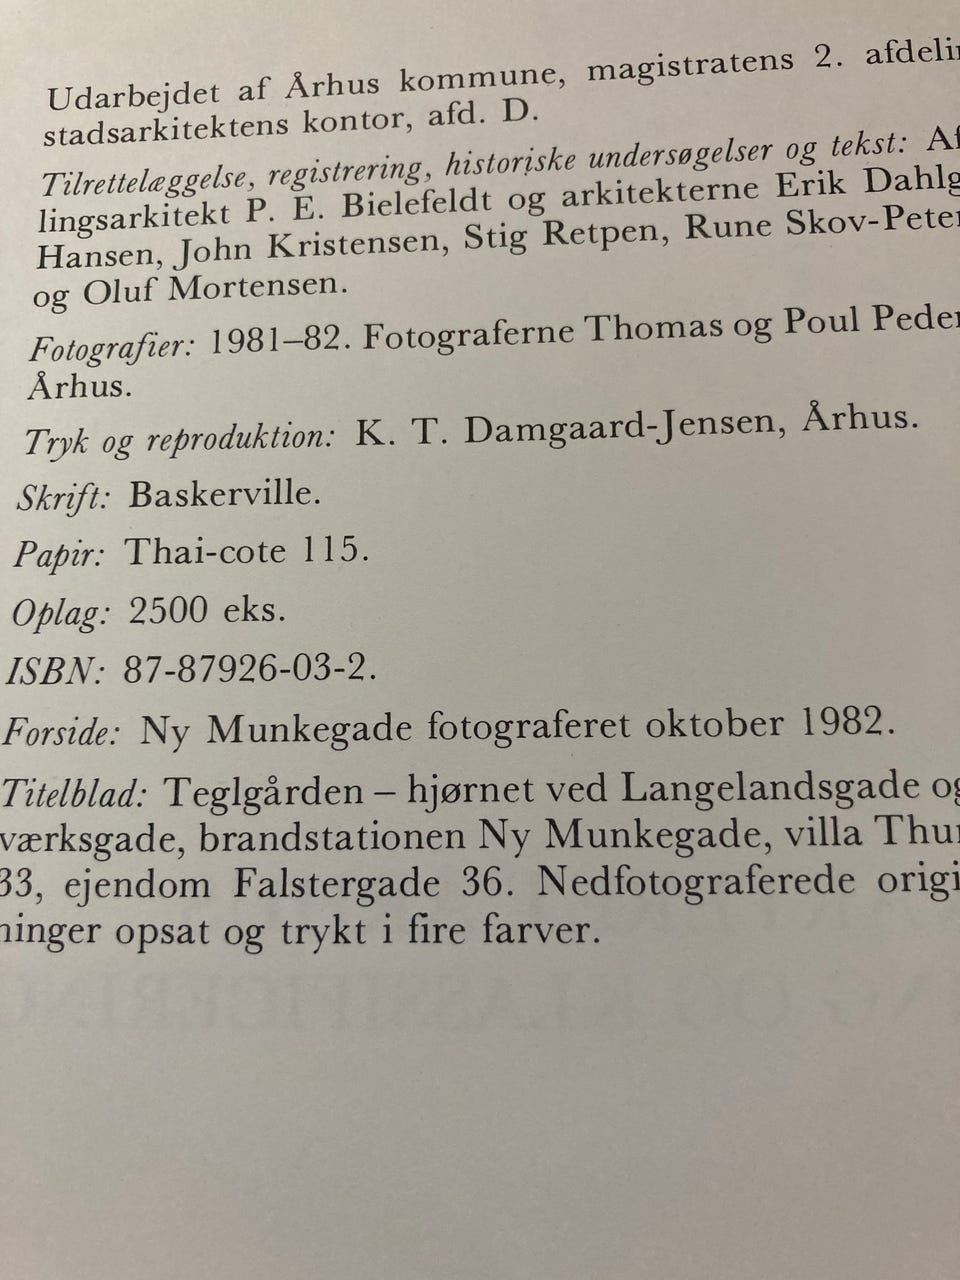 Udarbejdet af Århus kommune, magistratens 2.
stadsarkitektens kontor, afd. D.
Tilrettelæggelse, registrering, historiske undersøgelser og tekst:
lingsarkitekt P. E. Bielefeldt og arkitekterne Erik
Hansen, John Kristensen, Stig Retpen, Rune
og Oluf Mortensen.
Fotografier: 1981–82. Fotograferne Thomas og Poul
Århus.
Tryk og reproduktion: K. T. Damgaard-Jensen, Århus.
Skrift: Baskerville.
Papir: Thai-cote 115.
Oplag: 2500 eks.
ISBN: 87-87926-03-2.
Forside: Ny Munkegade fotograferet oktober 1982.
Titelblad: Teglgården – hjørnet ved Langelandsgade
værksgade, brandstationen Ny Munkegade, villa
33, ejendom Falstergade 36. Nedfotograferede
ninger opsat og trykt i fire farver.